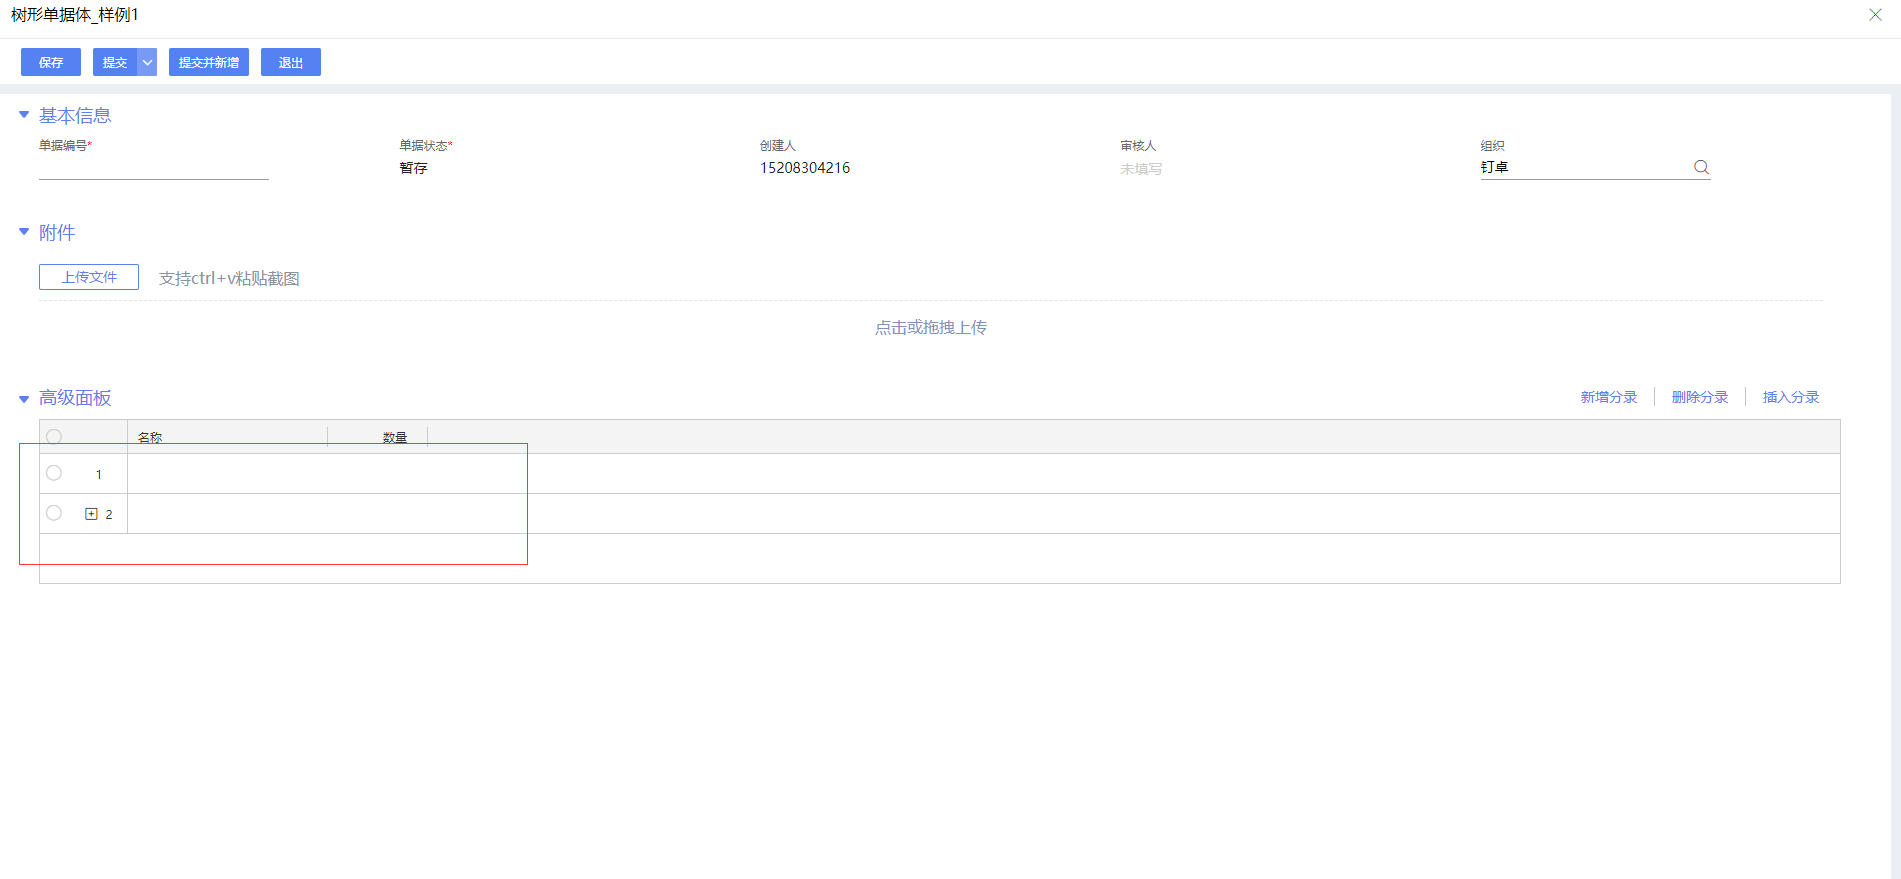 树形单据体_样例1
保存 提交 提交并新增 退出
基本信息
单据编号* 单据状态* 创建人 审核人 组织
暂存 15208304216 未填写 钉卓
附件
上传文件 支持ctrl+v粘贴截图
点击或拖拽上传
高级面板 新增分录 删除分录 插入分录
名称 数量
1
2